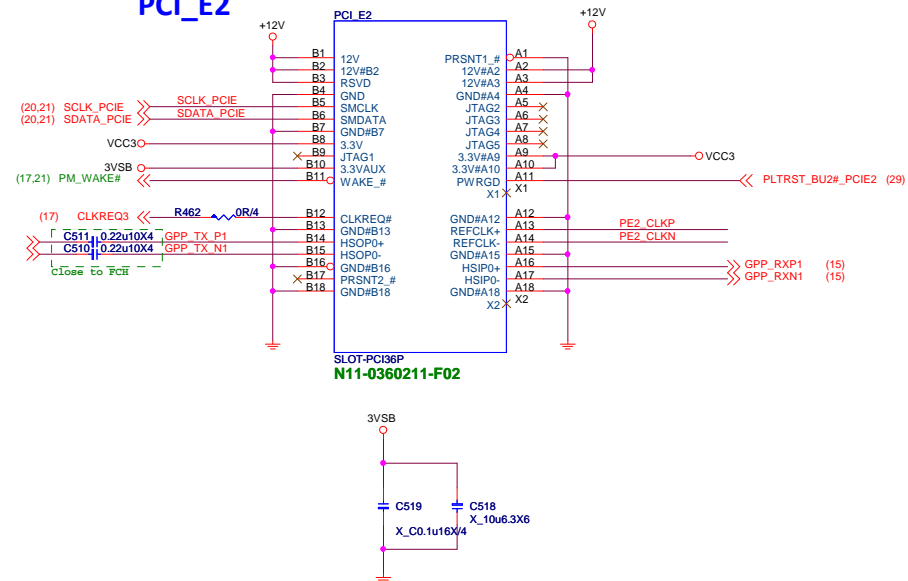 PCI_E2
+12V
PCI_E2
+12V
B1 12V PRSNT1_# A1
B2 12V#B2 12V#A2 A2
B3 RSVD 12V#A3 A3
B4 GND GND#A4 A4
(20,21) SCLK_PCIE SCLK_PCIE B5 SMCLK JTAG2 A5
(20,21) SDATA_PCIE SDATA_PCIE B6 SMDATA JTAG3 A6
B7 GND#B7 JTAG4 A7
VCC3 B8 3.3V JTAG5 A8
B9 JTAG1 3.3V#A9 A9 VCC3
3VSB B10 3.3VAUX 3.3V#A10 A10
(17,21) PM_WAKE# B11 WAKE_# PWRGD A11 PLTRST_BU2#_PCIE2 (29)
X1 X1
(17) CLKREQ3 R462 0R/4 B12 CLKREQ# GND#A12 A12
B13 GND#B13 REFCLK+ A13 PE2_CLKP
C511 0.22u10X4 GPP_TX_P1 B14 HSOP0+ REFCLK- A14 PE2_CLKN
C510 0.22u10X4 GPP_TX_N1 B15 HSOP0- GND#A15 A15
B16 GND#B16 HSIP0+ A16 GPP_RXP1 (15)
Close to PCH
B17 PRSNT2_# HSIP0- A17 GPP_RXN1 (15)
B18 GND#B18 GND#A18 A18
X2 X2
SLOT-PCI36P
N11-0360211-F02
3VSB
C519 C518
X_10u6.3X6
X_C0.1u16X/4